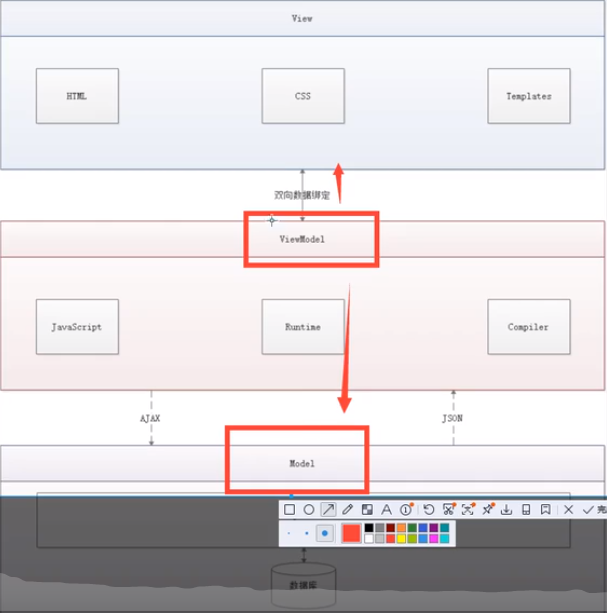 View
HTML
CSS
Templates
双向数据绑定
ViewModel
JavaScript
Runtime
Compiler
AJAX
JSON
Model
A
完
数据库